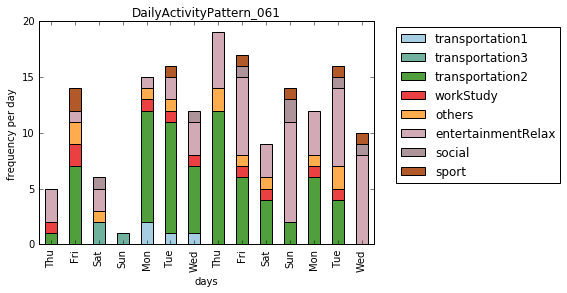 DailyActivityPattern_061
frequency per day
20
15
10
5
0
Thu
Fri
Sat
Sun
Mon
Tue
Wed
Thu
Fri
Sat
Sun
Mon
Tue
Wed
days
transportation1
transportation3
transportation2
workStudy
others
entertainmentRelax
social
sport